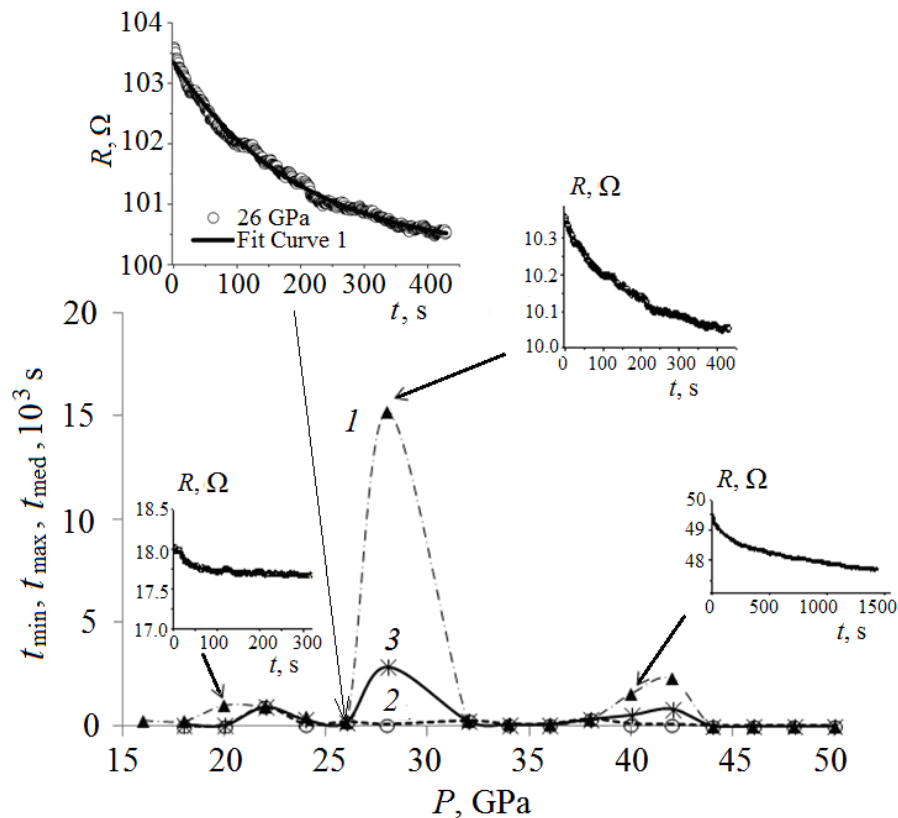 104
103
102
101
100
R, Ω
26 GPa
Fit Curve 1
0 100 200 300 400
t, s
R, Ω
10.3
10.2
10.1
10.0
0 100 200 300 400
t, s
20
15
10
5
0
t_min, t_max, t_med, 10^3 s
1
3
2
R, Ω
18.5
18.0
17.5
17.0
0 100 200 300
t, s
R, Ω
50
49
48
0 500 1000 1500
t, s
15 20 25 30 35 40 45 50
P, GPa